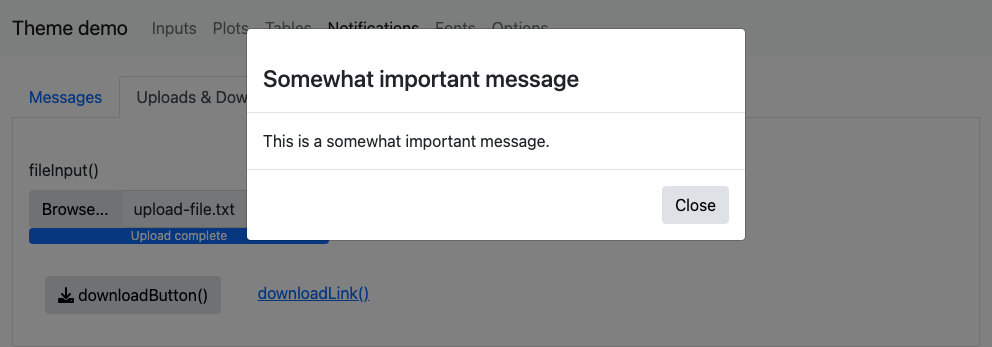 Theme demo Inputs Plots Tables Notifications Fonts Options
Somewhat important message
Messages Uploads & Dow
This is a somewhat important message.
fileInput()
Browse... upload-file.txt
Close
Upload complete
downloadButton() downloadLink()